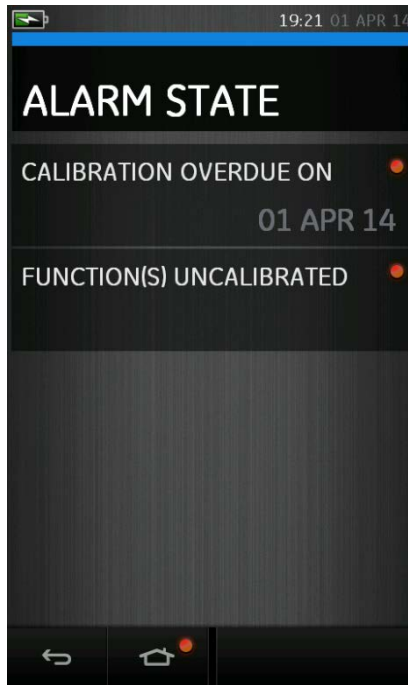 19:21 01 APR 14
ALARM STATE
CALIBRATION OVERDUE ON
01 APR 14
FUNCTION(S) UNCALIBRATED